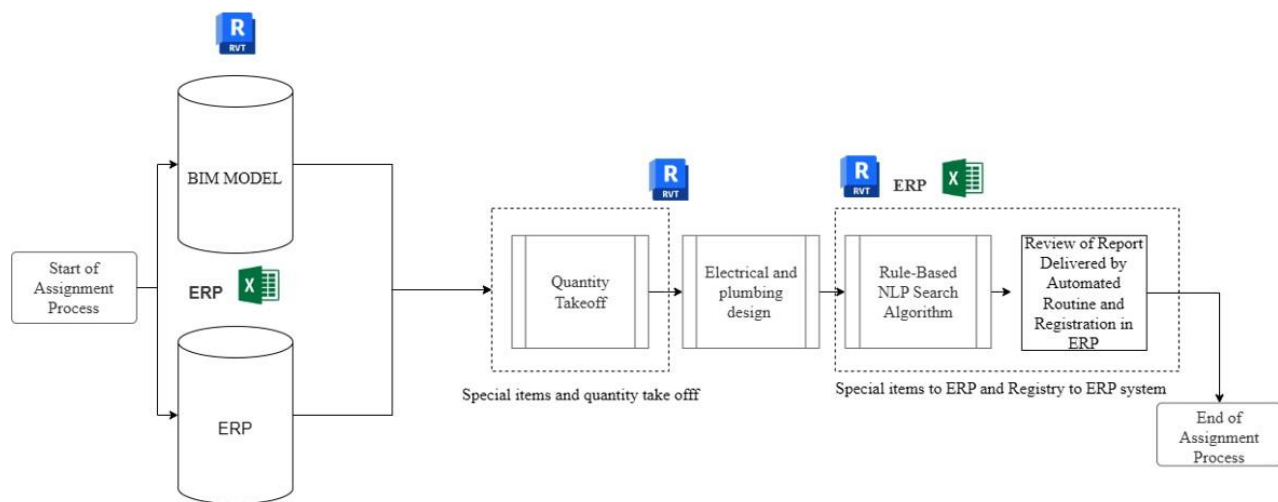 R
RVT
BIM MODEL
Start of
Assignment
Process
ERP
X
ERP
R
RVT
Quantity
Takeoff
Special items and quantity take offf
Electrical and
plumbing
design
R
RVT
ERP
X
Rule-Based
NLP Search
Algorithm
Review of Report
Delivered by
Automated
Routine and
Registration in
ERP
Special items to ERP and Registry to ERP system
End of
Assignment
Process